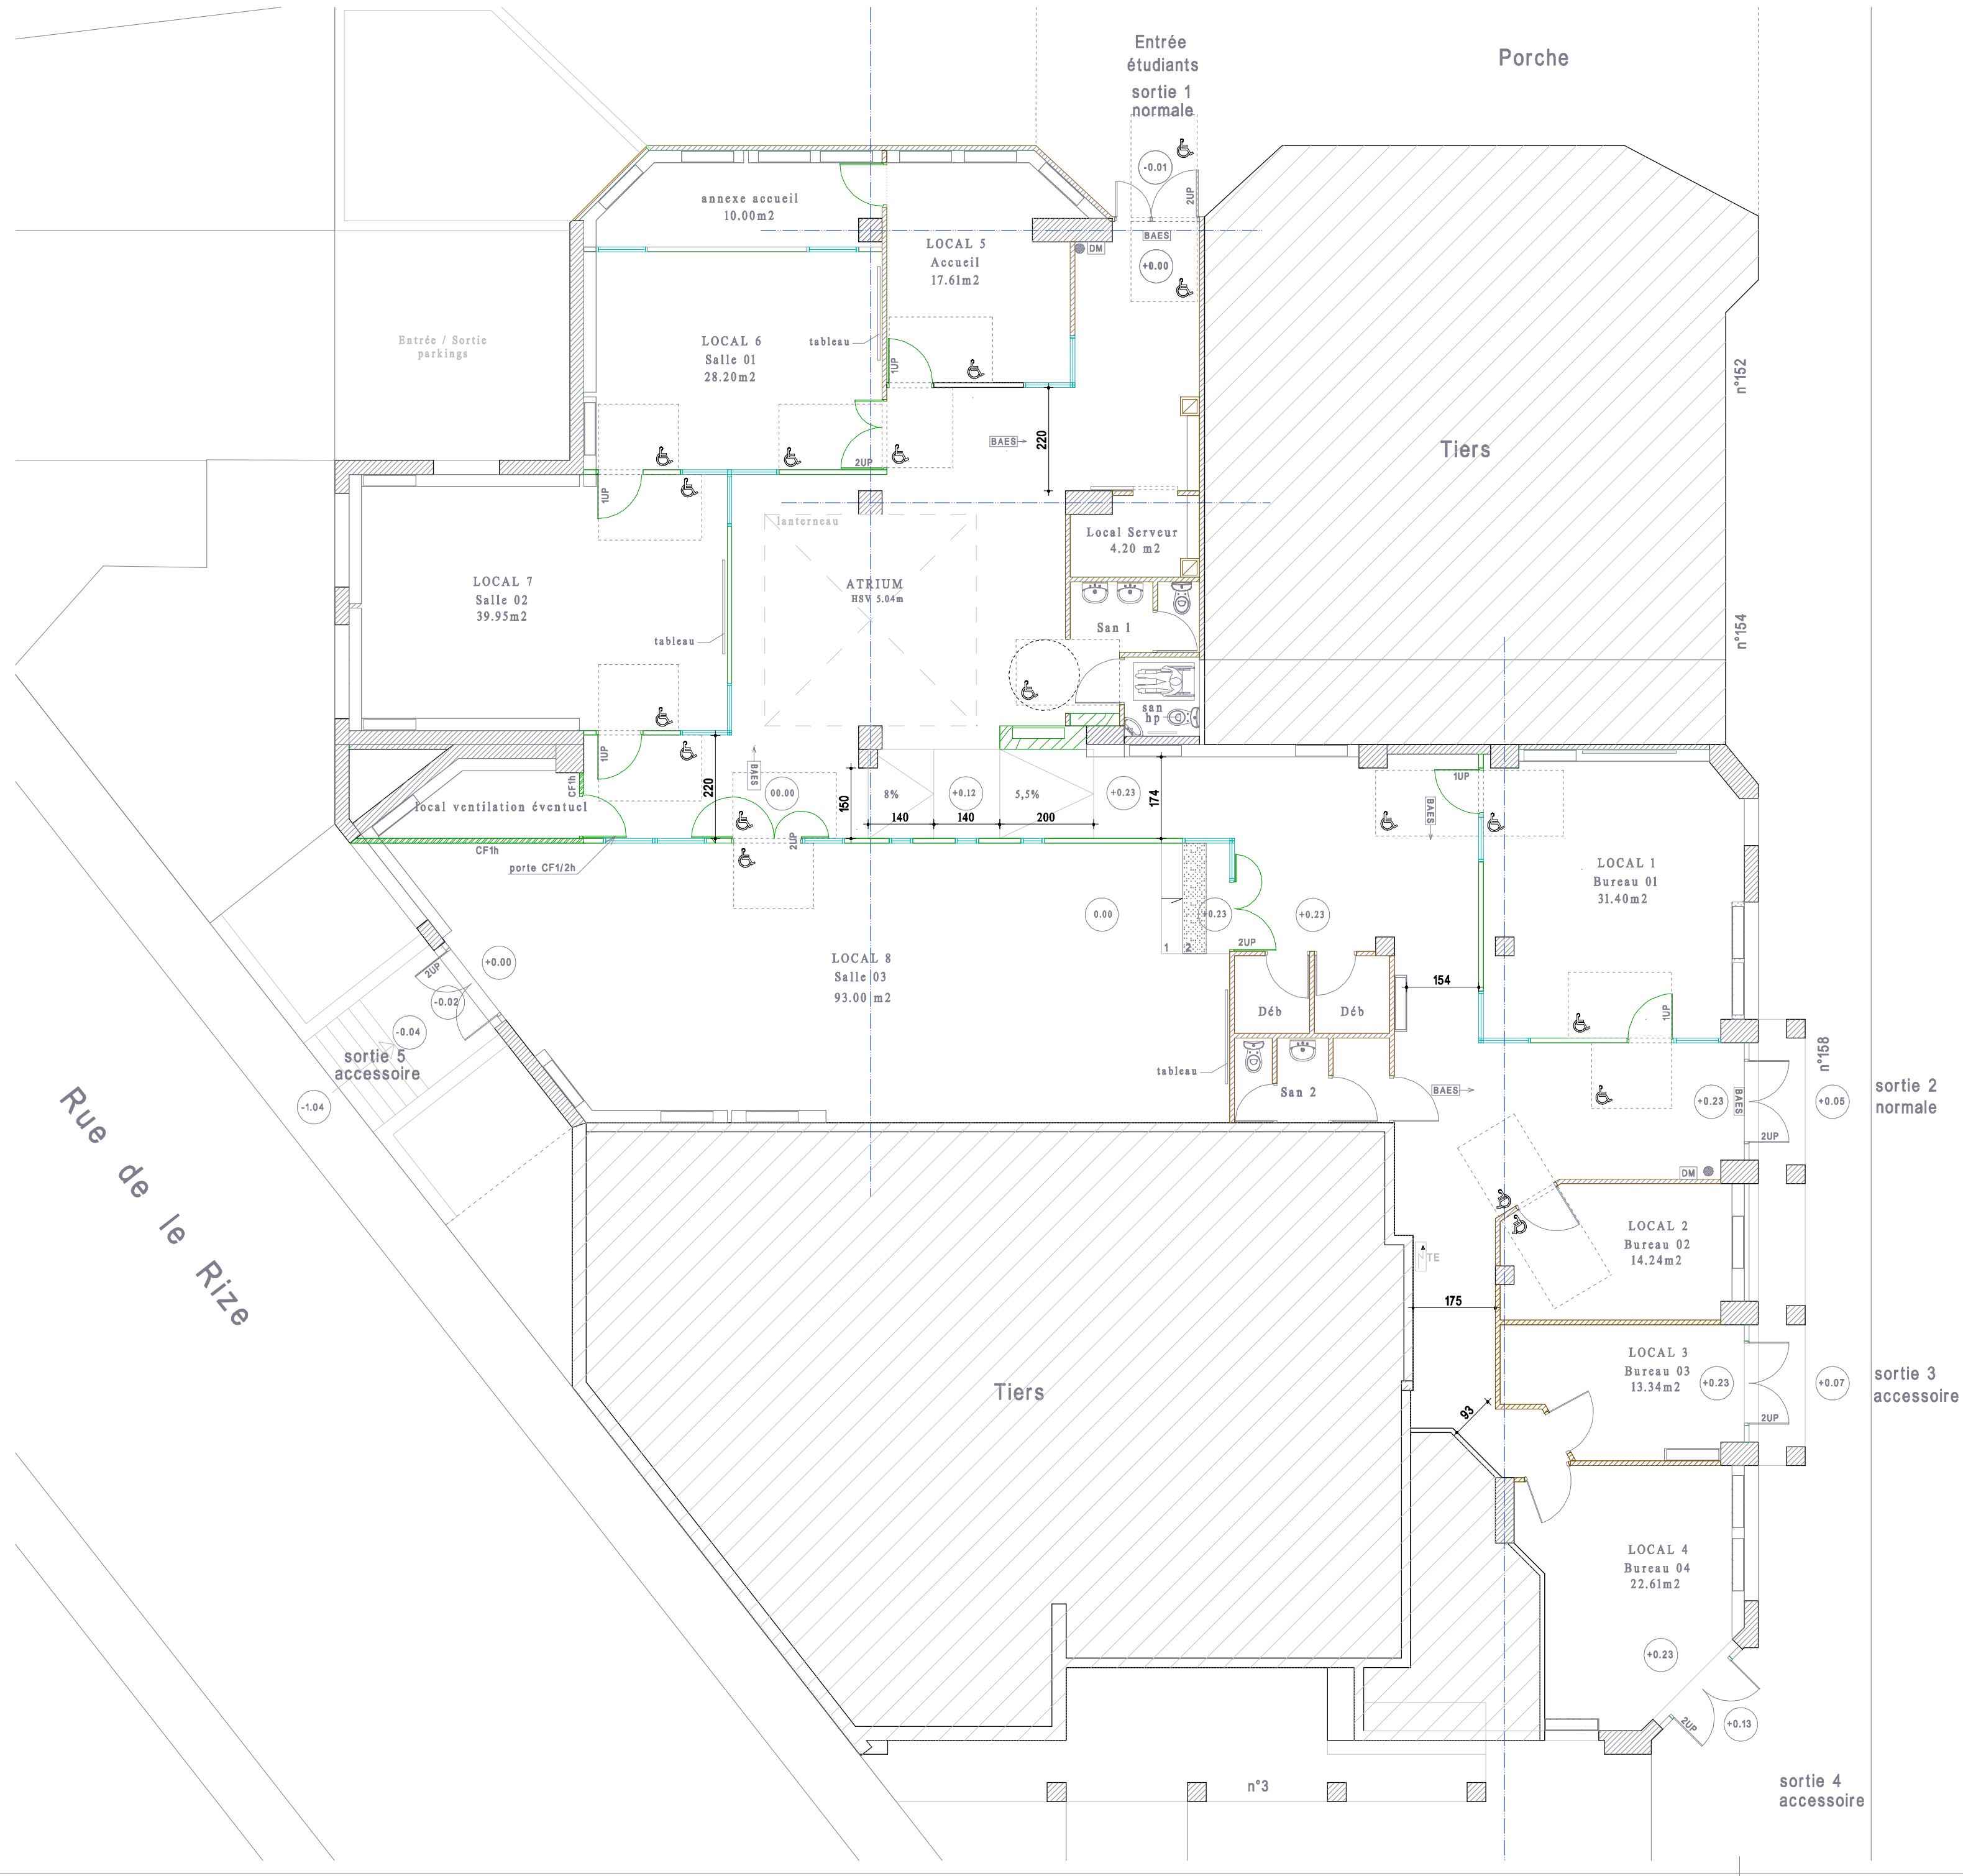 Entrée
étudiants
sortie 1
normale
Porche
-0.01
2UP
BAES
DM
+0.00
annexe accueil
10.00m2
LOCAL 5
Accueil
17.61m2
Entrée / Sortie
parkings
LOCAL 6
Salle 01
28.20m2
tableau
1UP
n°152
BAES
220
Tiers
2UP
1UP
lanterneau
Local Serveur
4.20 m2
LOCAL 7
Salle 02
39.95m2
ATRIUM
HSV 5.04m
tableau
San 1
n°154
san
hp
1UP
CF1h
BAES
220
00.00
150
8%
+0.12
5,5%
+0.23
174
1UP
BAES
local ventilation éventuel
140
140
200
2UP
CF1h
porte CF1/2h
LOCAL 1
Bureau 01
31.40m2
0.00
+0.23
+0.23
1
2
2UP
LOCAL 8
Salle 03
93.00 m2
+0.00
2UP
-0.02
154
Déb
Déb
1UP
-0.04
sortie 5
accessoire
-1.04
tableau
San 2
BAES
n°158
+0.23
BAES
+0.05
sortie 2
normale
2UP
DM
Rue de le Rize
LOCAL 2
Bureau 02
14.24m2
175
LOCAL 3
Bureau 03
13.34m2
+0.23
+0.07
sortie 3
accessoire
2UP
Tiers
93
LOCAL 4
Bureau 04
22.61m2
+0.23
2UP
+0.13
n°3
sortie 4
accessoire